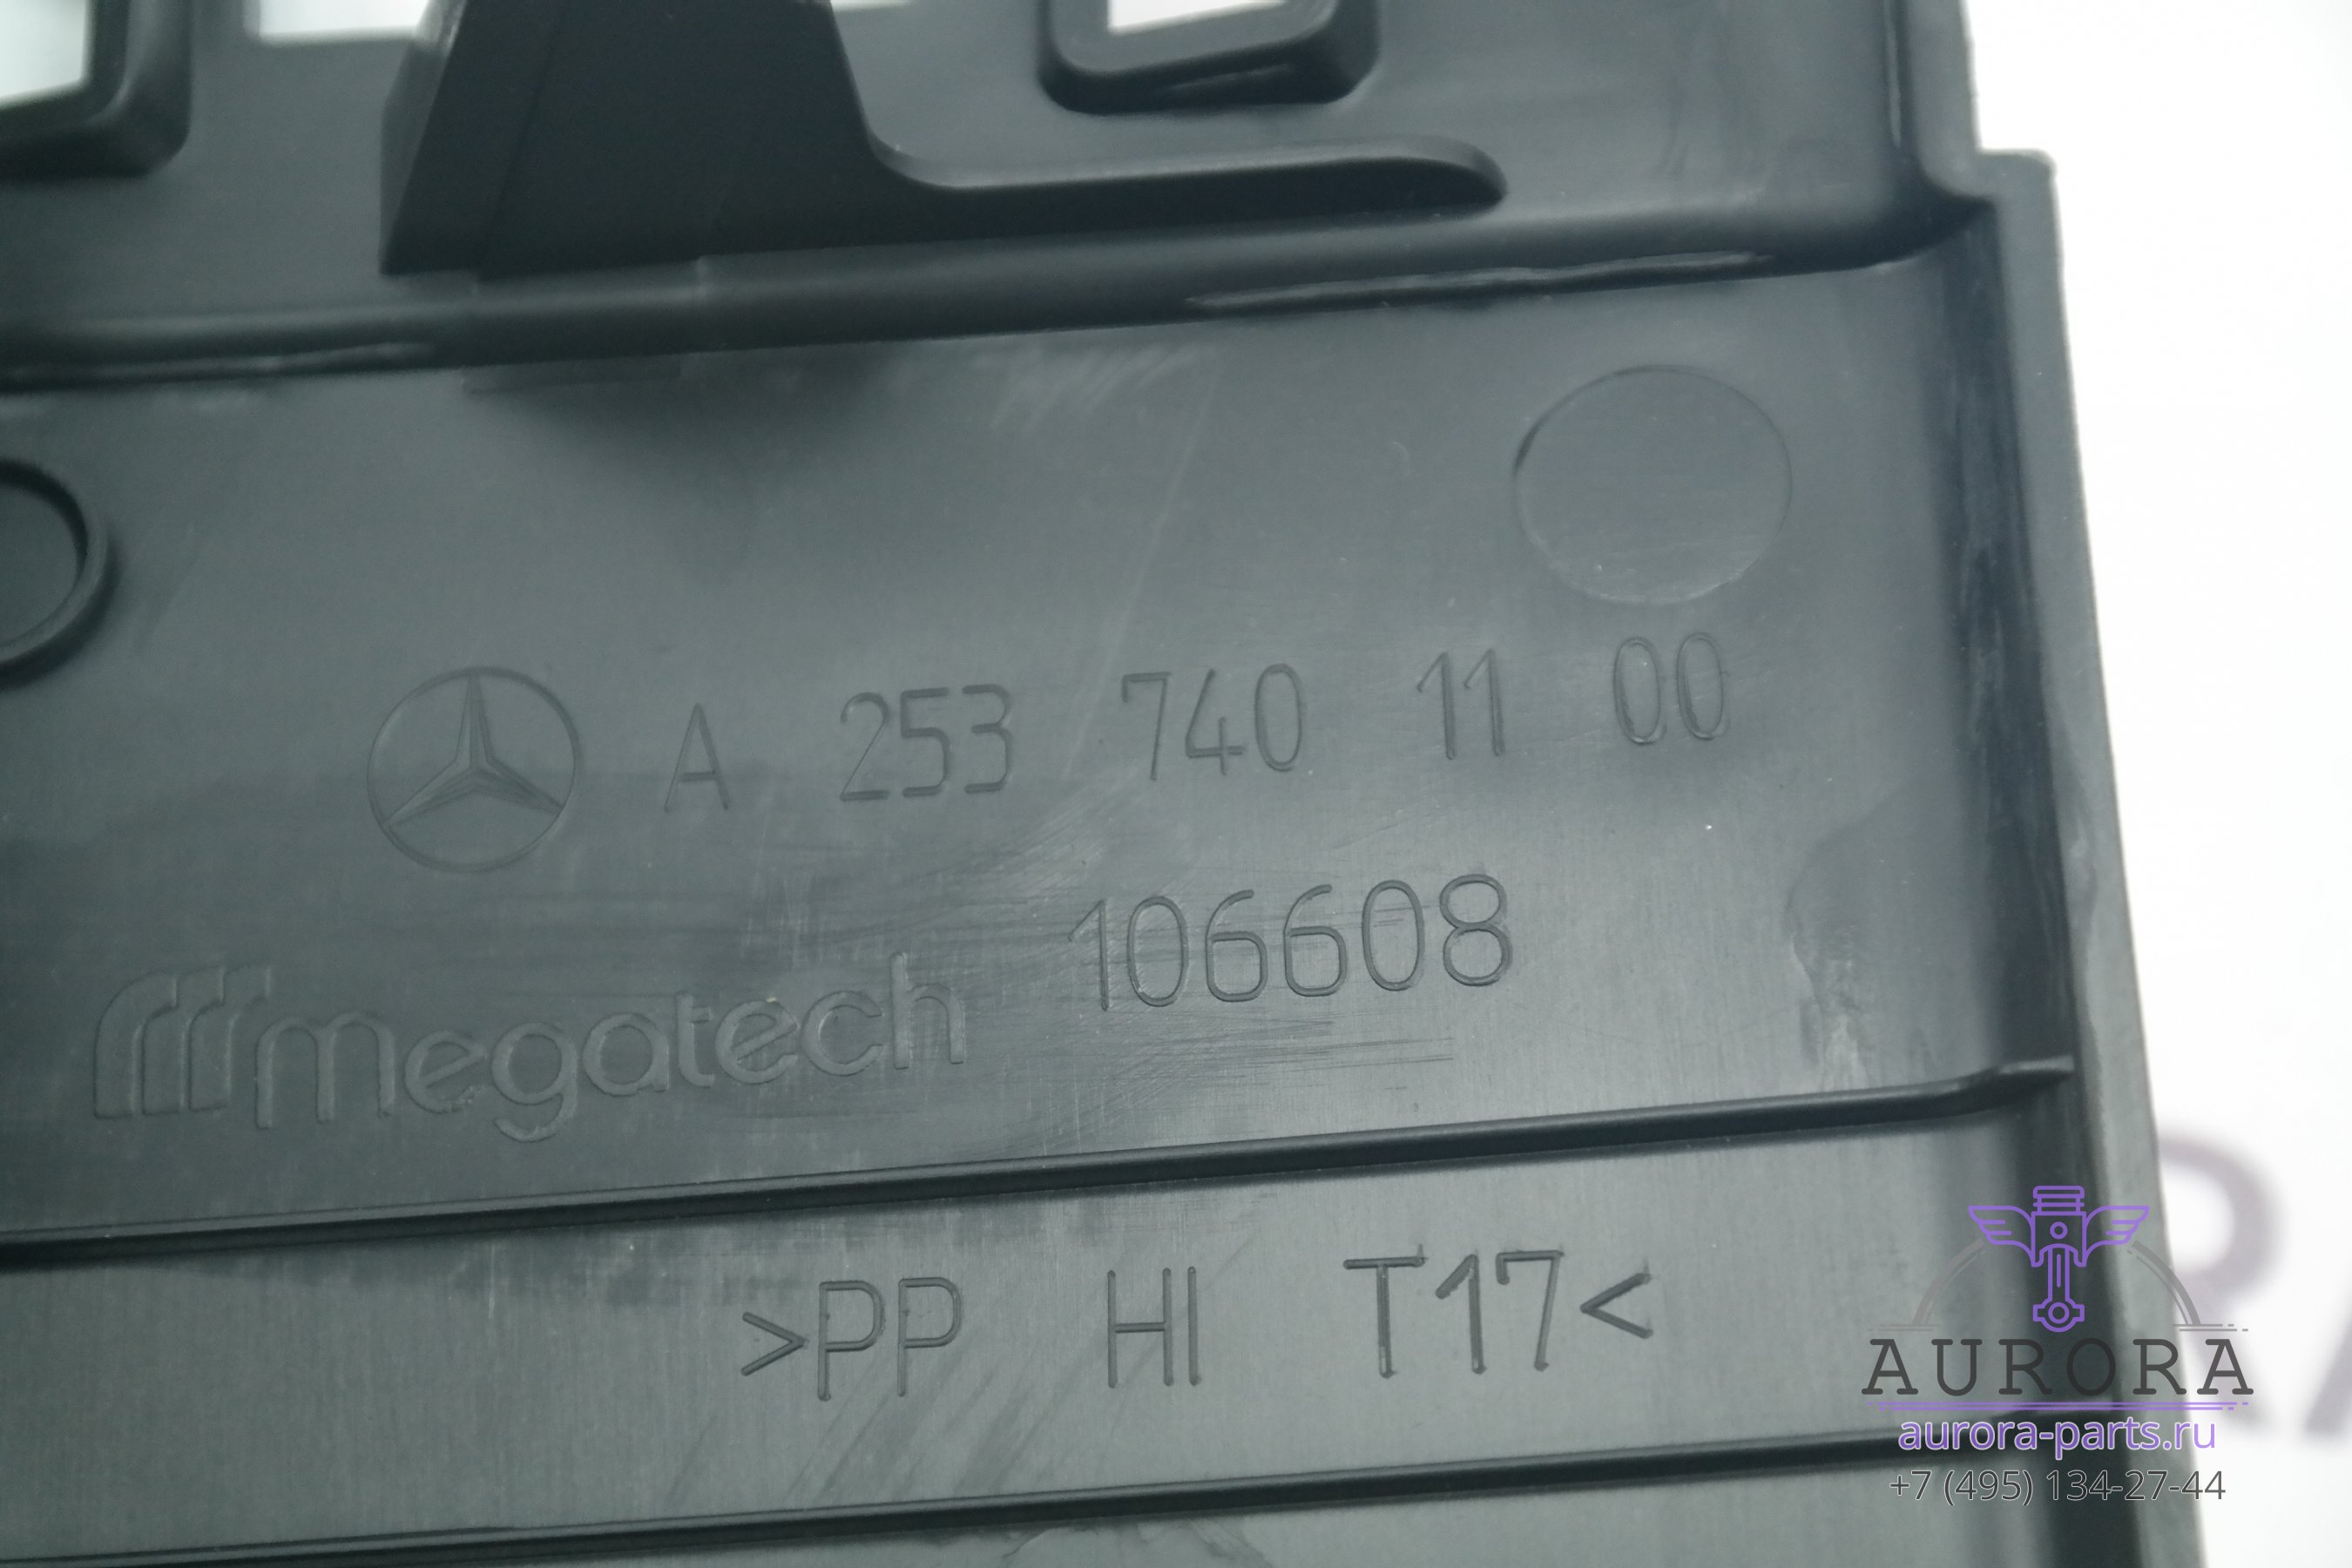 A 253 740 11 00
megatech 106608
>PP HI T17<
AURORA
aurora-parts.ru
+7 (495) 134-27-44